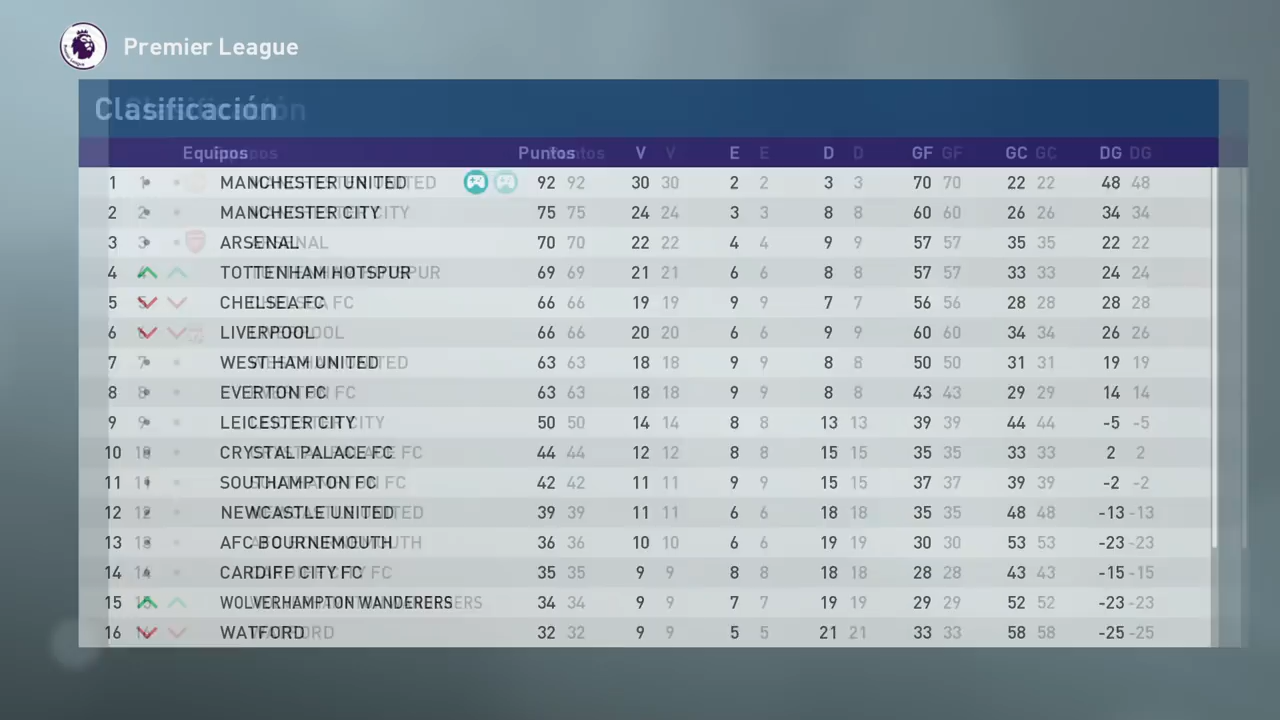 Premier League
Clasificación
Equipos Puntos V E D GF GC DG
1 MANCHESTER UNITED 92 30 2 3 70 22 48
2 MANCHESTER CITY 75 24 3 8 60 26 34
3 ARSENAL 70 22 4 9 57 35 22
4 TOTTENHAM HOTSPUR 69 21 6 8 57 33 24
5 CHELSEA FC 66 19 9 7 56 28 28
6 LIVERPOOL 66 20 6 9 60 34 26
7 WEST HAM UNITED 63 18 9 8 50 31 19
8 EVERTON FC 63 18 9 8 43 29 14
9 LEICESTER CITY 50 14 8 13 39 44 -5
10 CRYSTAL PALACE FC 44 12 8 15 35 33 2
11 SOUTHAMPTON FC 42 11 9 15 37 39 -2
12 NEWCASTLE UNITED 39 11 6 18 35 48 -13
13 AFC BOURNEMOUTH 36 10 6 19 30 53 -23
14 CARDIFF CITY FC 35 9 8 18 28 43 -15
15 WOLVERHAMPTON WANDERERS 34 9 7 19 29 52 -23
16 WATFORD 32 9 5 21 33 58 -25